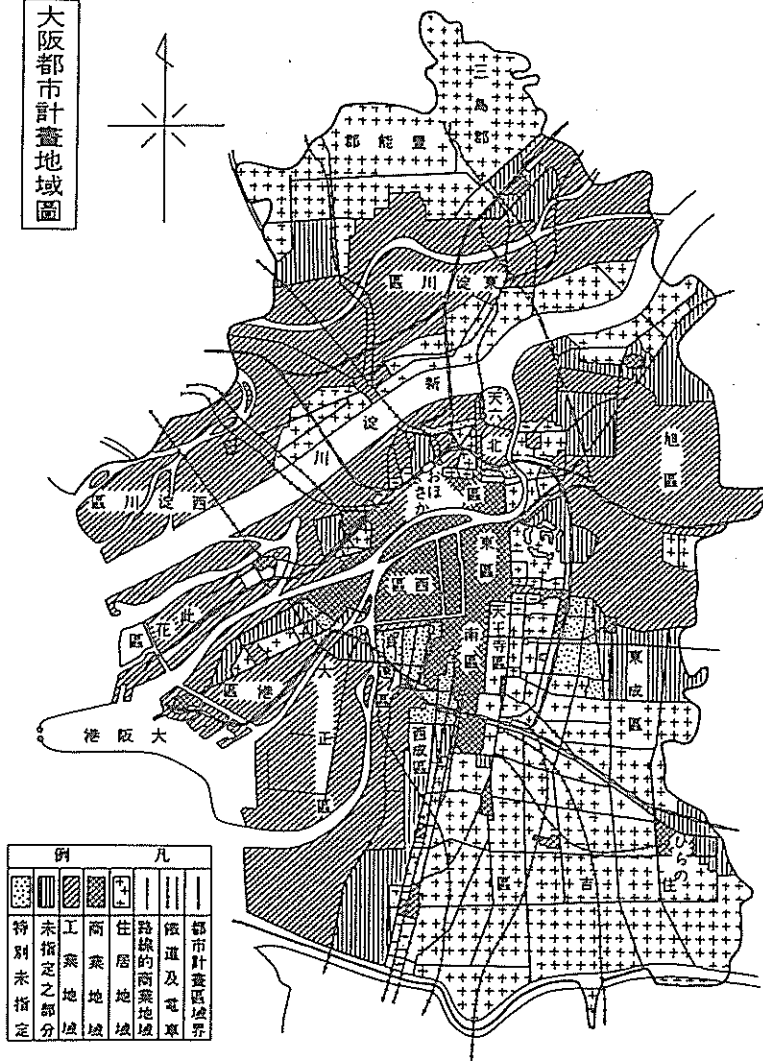 大阪都市計畫地域圖
三島郡
豐能郡
東淀川區
新淀川
天六
北區
旭區
西淀川區
おほさか
東區
西區
此花區
天王寺區
南區
東成區
港區
大正區
西成區
大阪港
ひらの
住吉區
凡例
都市計畫區域界
鐵道及電車
路線的商業地域
住居地域
商業地域
工業地域
未指定之部分
特別未指定